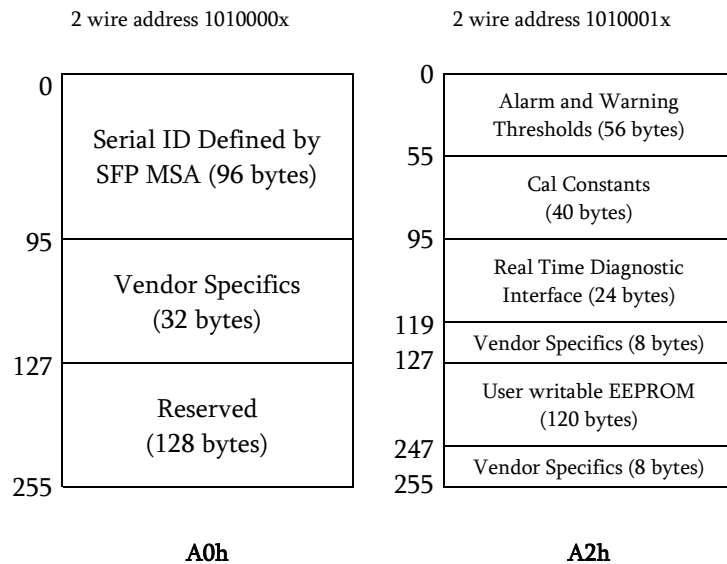 2 wire address 1010000x
0
Serial ID Defined by
SFP MSA (96 bytes)
95
Vendor Specifics
(32 bytes)
127
Reserved
(128 bytes)
255
A0h
2 wire address 1010001x
0
Alarm and Warning
Thresholds (56 bytes)
55
Cal Constants
(40 bytes)
95
Real Time Diagnostic
Interface (24 bytes)
119
Vendor Specifics (8 bytes)
127
User writable EEPROM
(120 bytes)
247
Vendor Specifics (8 bytes)
255
A2h